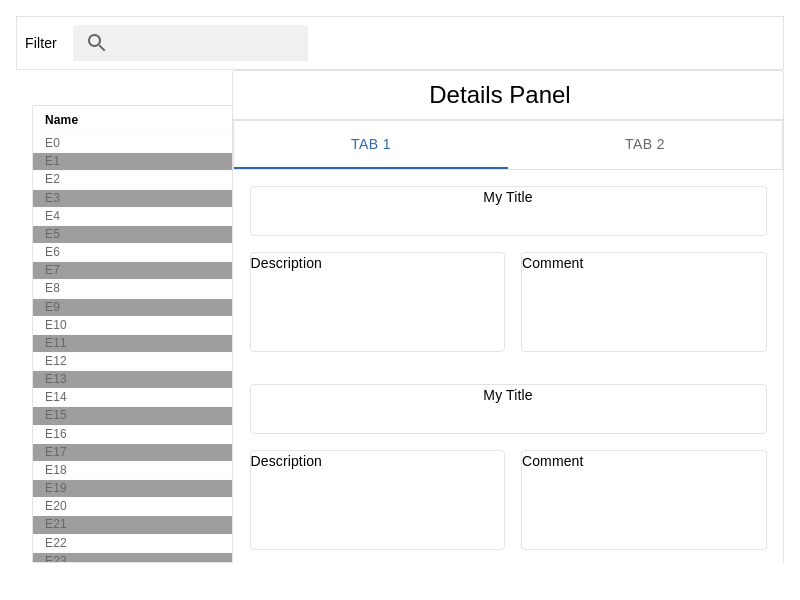 Filter
Details Panel
Name
TAB 1
TAB 2
E0
E1
E2
E3
E4
E5
E6
E7
E8
E9
E10
E11
E12
E13
E14
E15
E16
E17
E18
E19
E20
E21
E22
E23
My Title
Description
Comment
My Title
Description
Comment